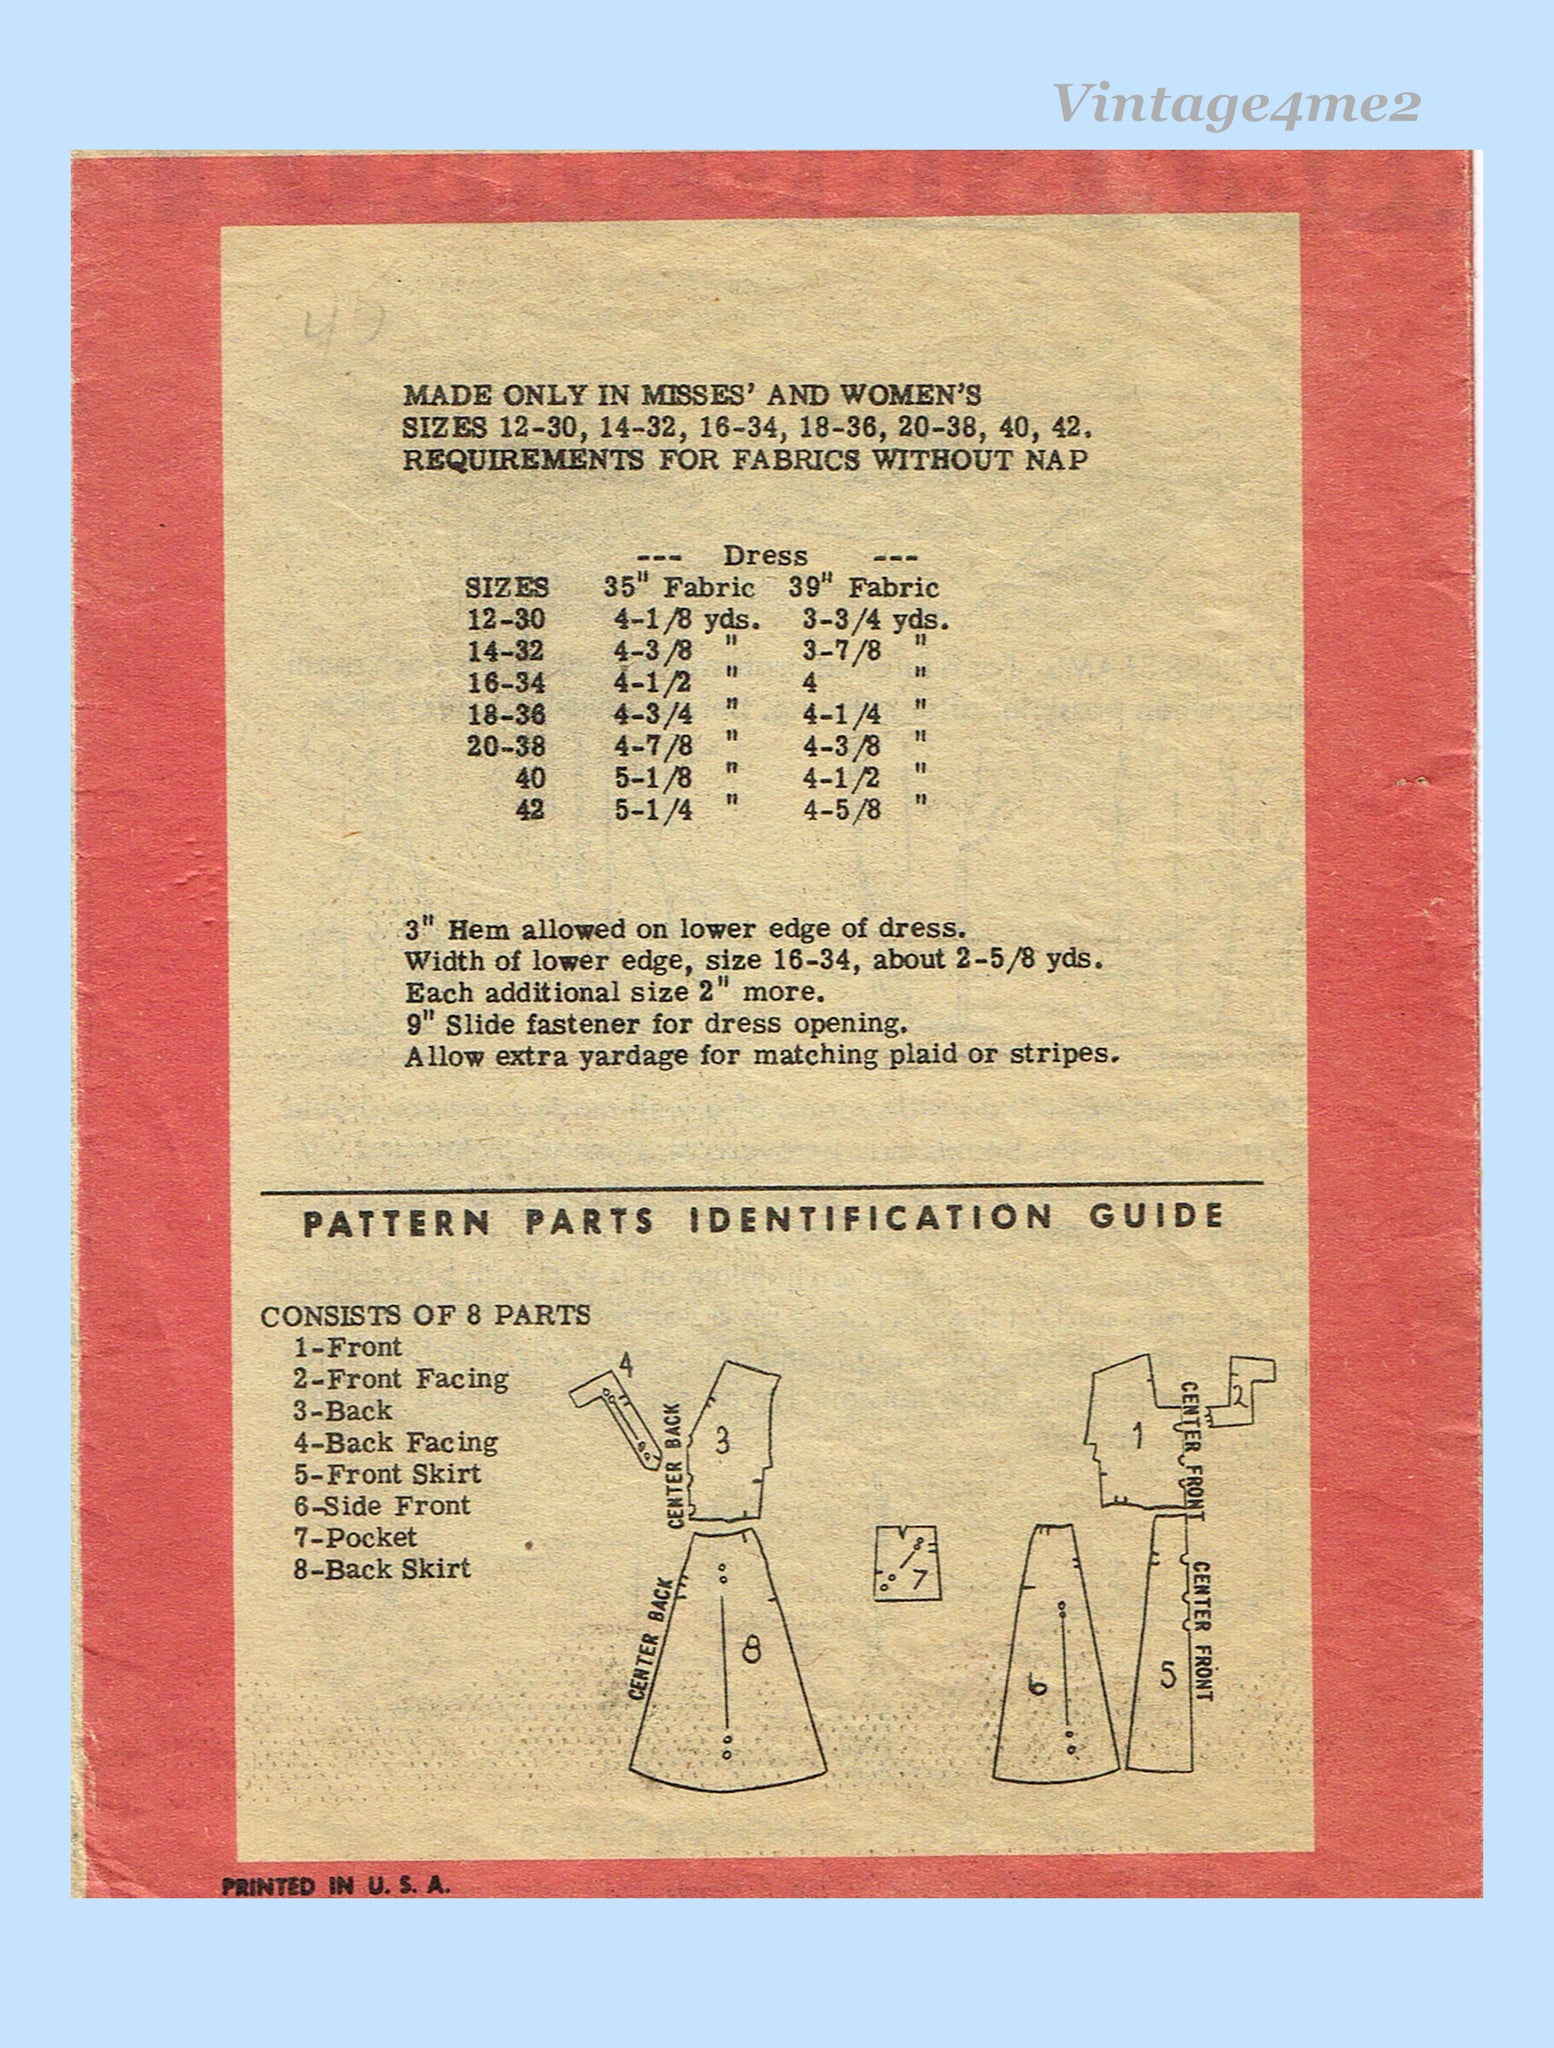 Vintage4me2
MADE ONLY IN MISSES' AND WOMEN'S
SIZES 12-30, 14-32, 16-34, 18-36, 20-38, 40, 42.
REQUIREMENTS FOR FABRICS WITHOUT NAP
--- Dress ---
SIZES 35" Fabric 39" Fabric
12-30 4-1/8 yds. 3-3/4 yds.
14-32 4-3/8 " 3-7/8 "
16-34 4-1/2 " 4 "
18-36 4-3/4 " 4-1/4 "
20-38 4-7/8 " 4-3/8 "
40 5-1/8 " 4-1/2 "
42 5-1/4 " 4-5/8 "
3" Hem allowed on lower edge of dress.
Width of lower edge, size 16-34, about 2-5/8 yds.
Each additional size 2" more.
9" Slide fastener for dress opening.
Allow extra yardage for matching plaid or stripes.
PATTERN PARTS IDENTIFICATION GUIDE
CONSISTS OF 8 PARTS
1-Front
2-Front Facing
3-Back
4-Back Facing
5-Front Skirt
6-Side Front
7-Pocket
8-Back Skirt
4
CENTER BACK
3
CENTER BACK
8
7
1
2
CENTER FRONT
6
5
CENTER FRONT
PRINTED IN U. S. A.